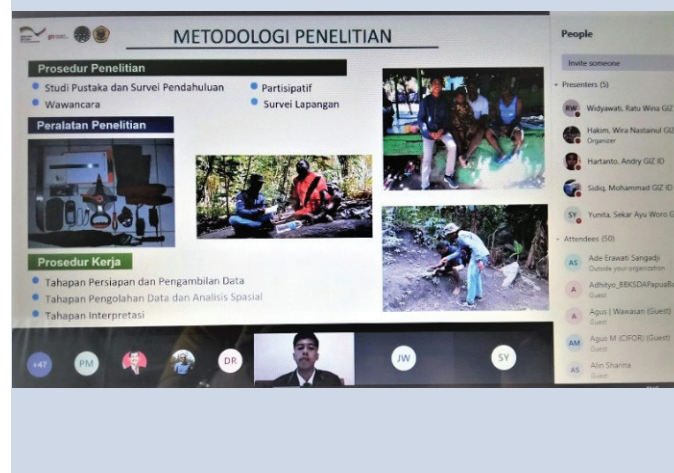 METODOLOGI PENELITIAN
Prosedur Penelitian
Studi Pustaka dan Survei Pendahuluan
Wawancara
Partisipatif
Survei Lapangan
Peralatan Penelitian
Prosedur Kerja
Tahapan Persiapan dan Pengambilan Data
Tahapan Pengolahan Data dan Analisis Spasial
Tahapan Interpretasi
+47
PM
DR
JW
SY
People
Invite someone
Presenters (5)
RW
Widyawati, Ratu Wina GIZ
Hakim, Wira Nastainul GIZ
Organizer
Hartanto, Andry GIZ ID
Sidiq, Mohammad GIZ ID
SY
Yunita, Sekar Ayu Woro G
Attendees (50)
AS
Ade Erawati Sangadji
Outside your organization
A
Adhityo_BBKSDAPapuaBa
Guest
A
Agus J Wawasan (Guest)
Guest
AM
Agus M (CIFOR) (Guest)
Guest
AS
Alin Sharma
Guest